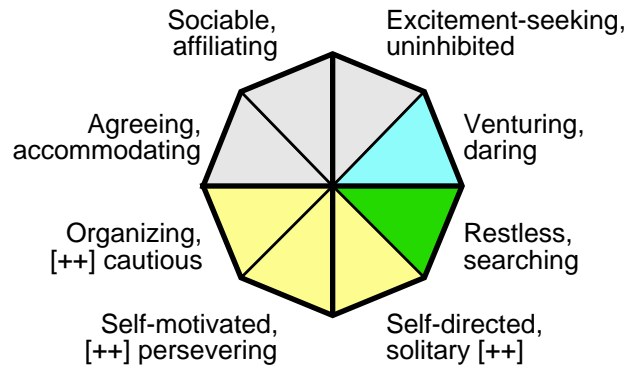 Sociable,
affiliating
Excitement-seeking,
uninhibited
Agreeing,
accommodating
Venturing,
daring
Organizing,
[++] cautious
Restless,
searching
Self-motivated,
[++] persevering
Self-directed,
solitary [++]